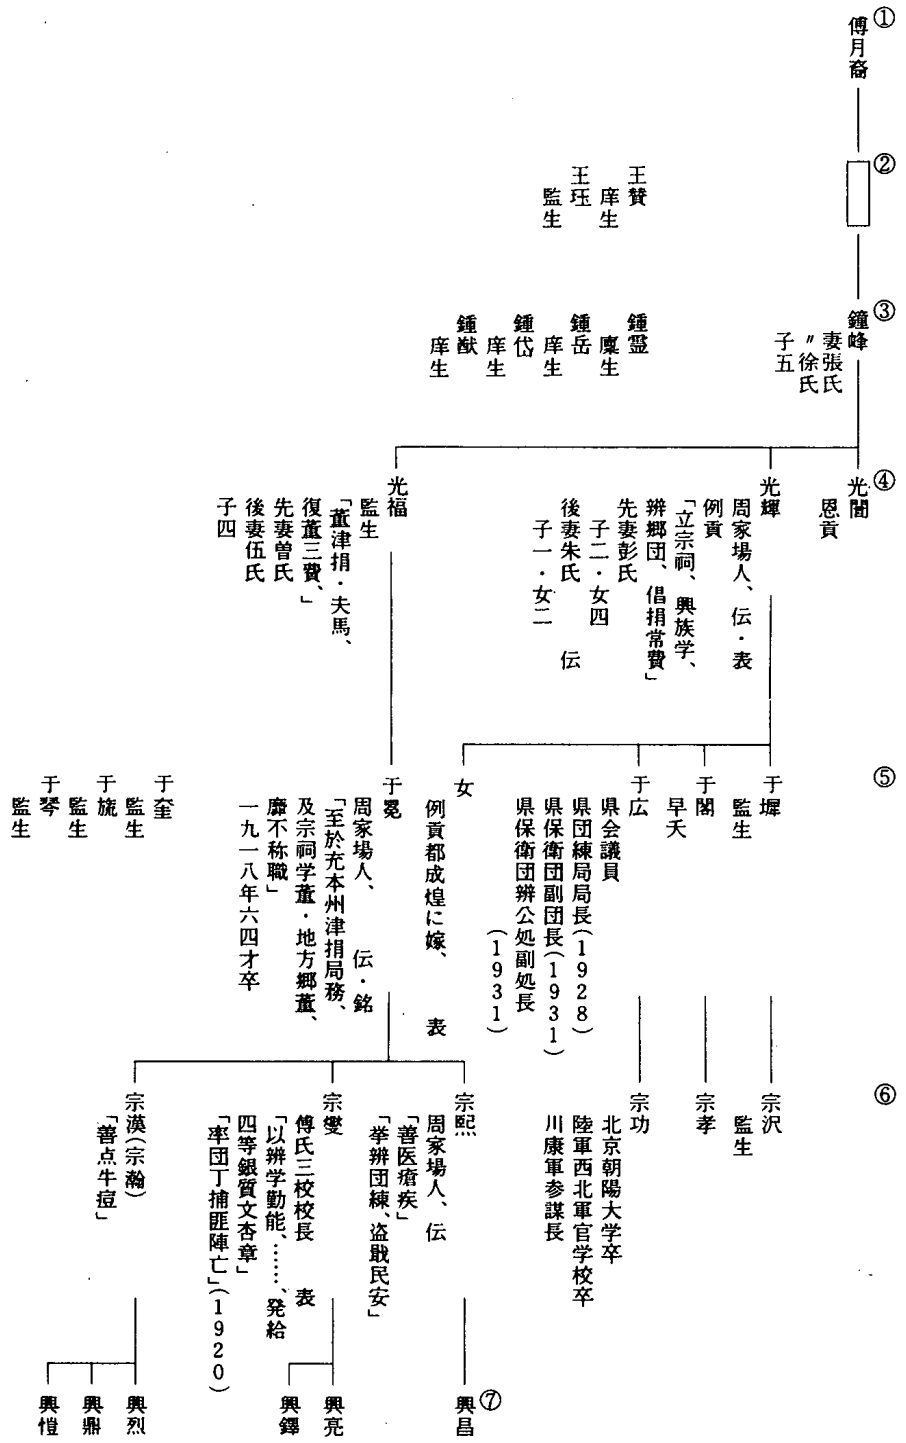 ①
傅月裔
②
王賛
庠生
王珏
監生
③
鐘峰
妻張氏
〃徐氏
子五
鍾霊
廩生
鍾岳
庠生
鍾岱
庠生
鍾猷
庠生
④
光閣
恩貢
光輝
周家場人、伝・表
例貢
「立宗祠、興族学、
辨郷団、倡捐常費」
先妻彭氏
子二・女四
後妻朱氏 伝
子一・女二
光福
監生
「董津捐・夫馬、
復董三費、」
先妻曽氏
後妻伍氏
子四
⑤
于墀
監生
于閣
早夭
于広
県会議員
県団練局局長(1928)
県保衛団副団長(1931)
県保衛団辨公処副処長
(1931)
女
例貢都成煌に嫁、 表
于冕
周家場人、 伝・銘
「至於充本州津捐局務、
及宗祠学董・地方郷董、
靡不称職」
一九一八年六四才卒
于奎
監生
于旒
監生
于琴
監生
⑥
宗沢
監生
宗孝
宗功
北京朝陽大学卒
陸軍西北軍官学校卒
川康軍参謀長
宗熙
周家場人、伝
「善医瘡疾」
「挙辨団練、盗戢民安」
宗燮
傅氏三校校長 表
「以辨学勤能、……、発給
四等銀質文杏章」
「率団丁捕匪陣亡」(1920)
宗漢(宗瀚)
「善点牛痘」
⑦
興昌
興亮
興鐸
興烈
興鼎
興愷